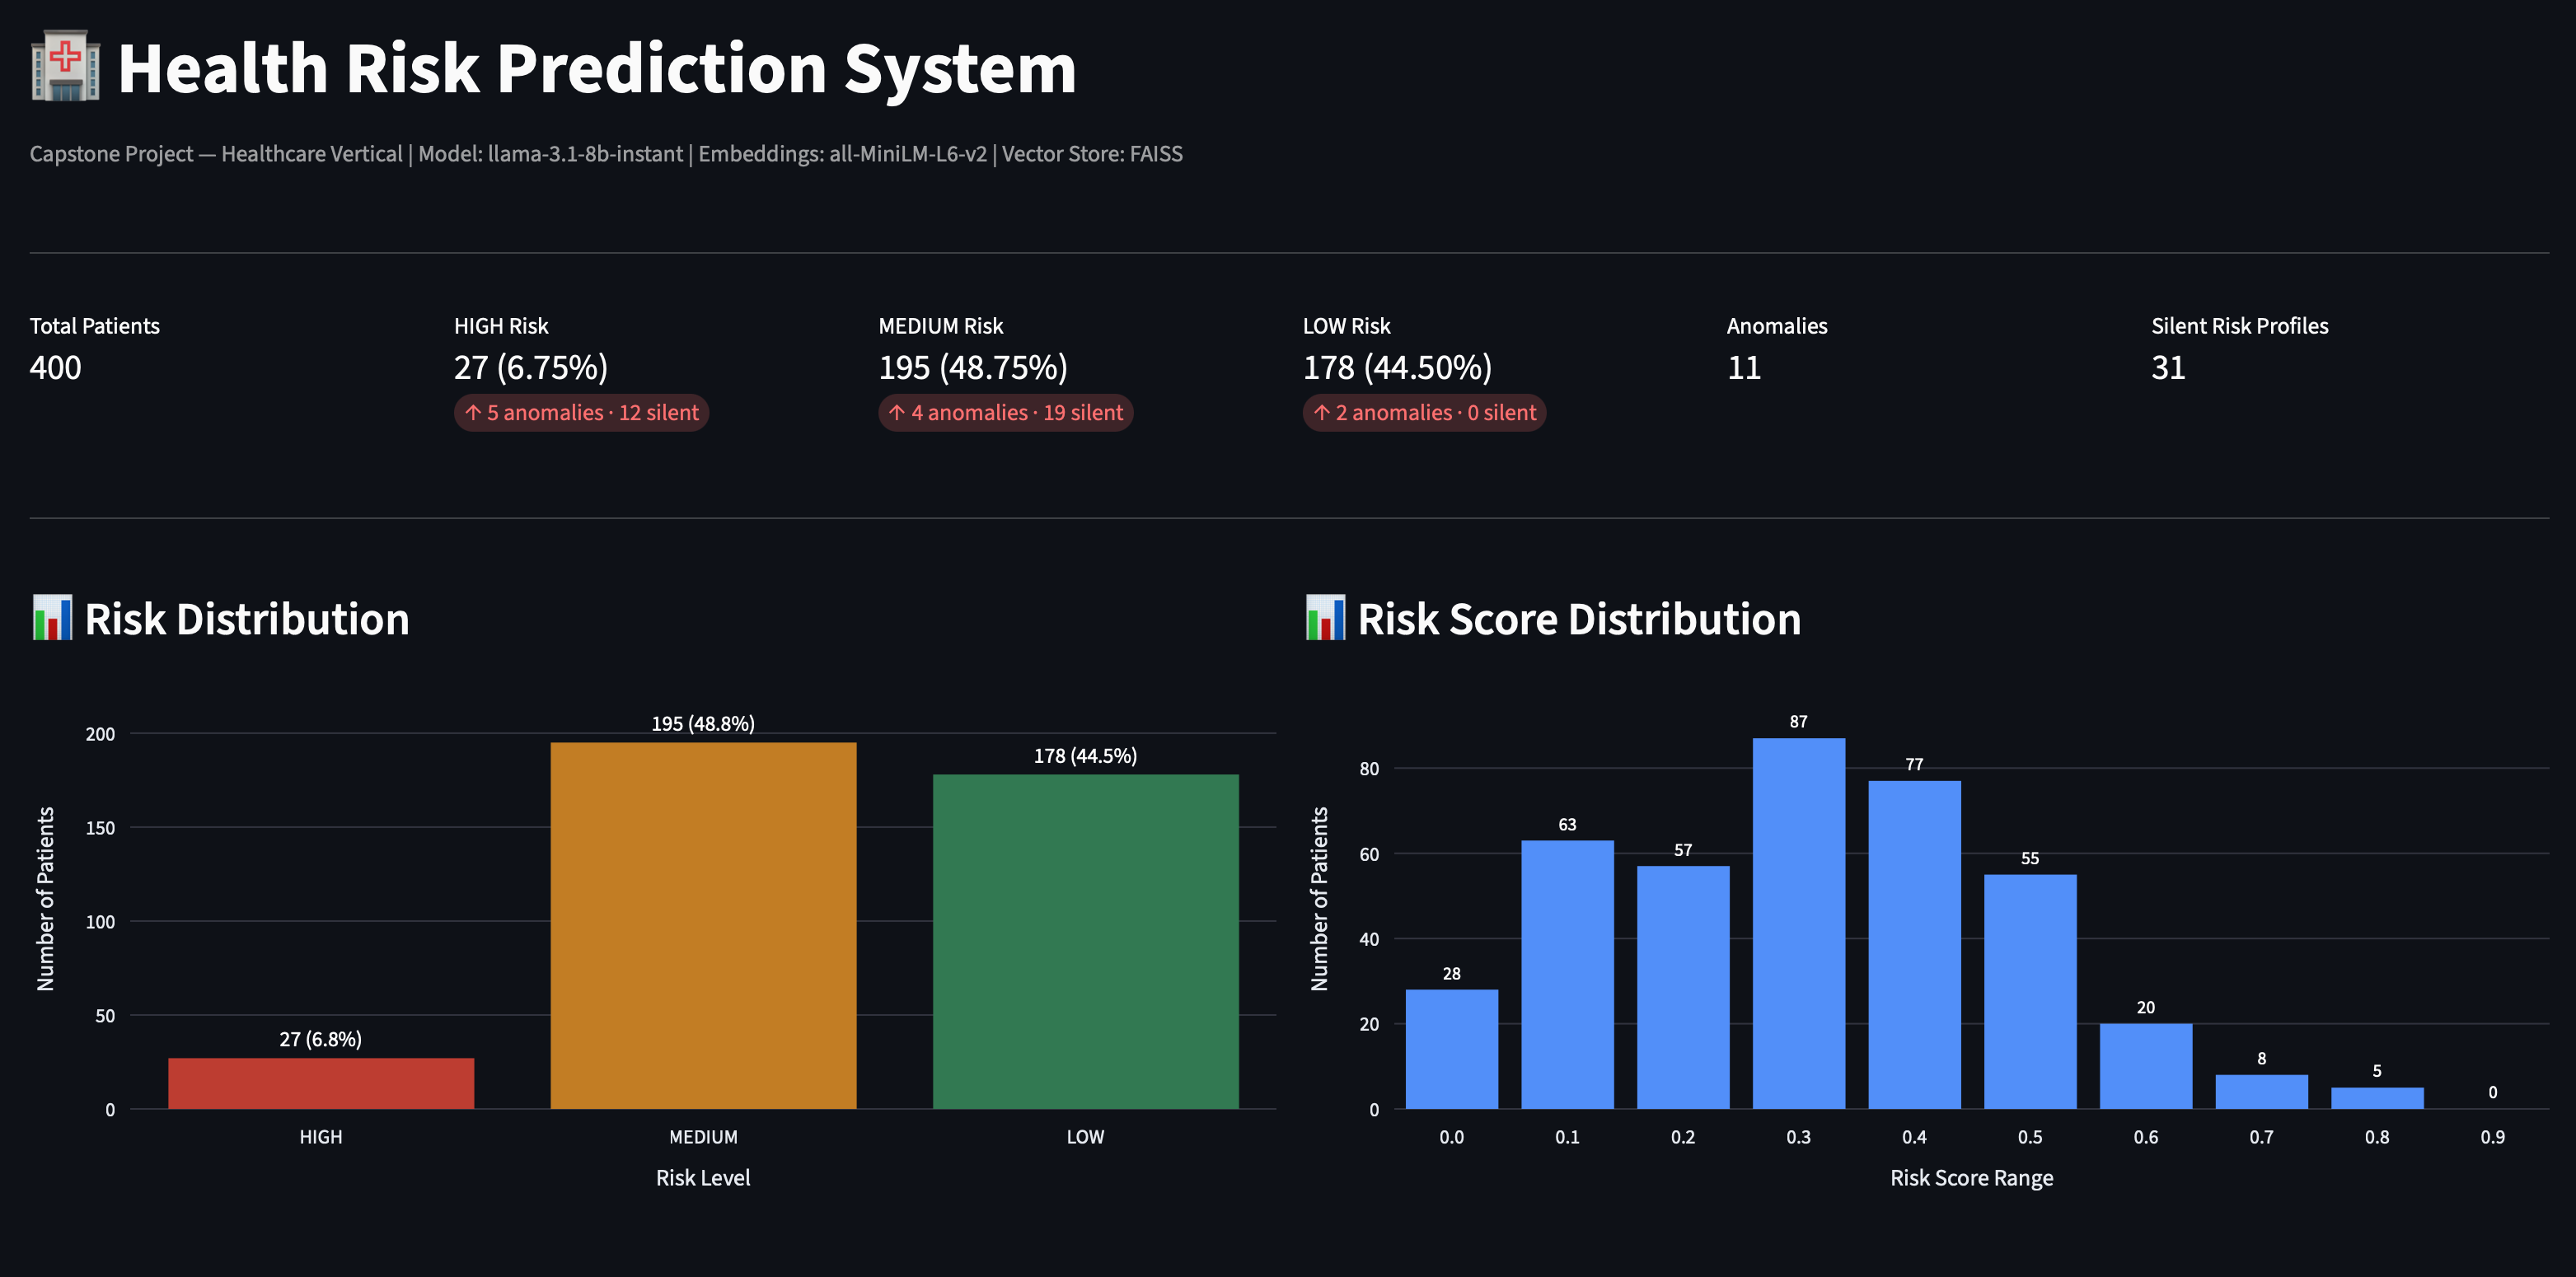 Health Risk Prediction System
Capstone Project — Healthcare Vertical | Model: llama-3.1-8b-instant | Embeddings: all-MiniLM-L6-v2 | Vector Store: FAISS
Total Patients
400
HIGH Risk
27 (6.75%)
↑ 5 anomalies · 12 silent
MEDIUM Risk
195 (48.75%)
↑ 4 anomalies · 19 silent
LOW Risk
178 (44.50%)
↑ 2 anomalies · 0 silent
Anomalies
11
Silent Risk Profiles
31
Risk Distribution
Number of Patients
200
150
100
50
0
27 (6.8%)
195 (48.8%)
178 (44.5%)
HIGH
MEDIUM
LOW
Risk Level
Risk Score Distribution
Number of Patients
80
60
40
20
0
28
63
57
87
77
55
20
8
5
0
0.0
0.1
0.2
0.3
0.4
0.5
0.6
0.7
0.8
0.9
Risk Score Range